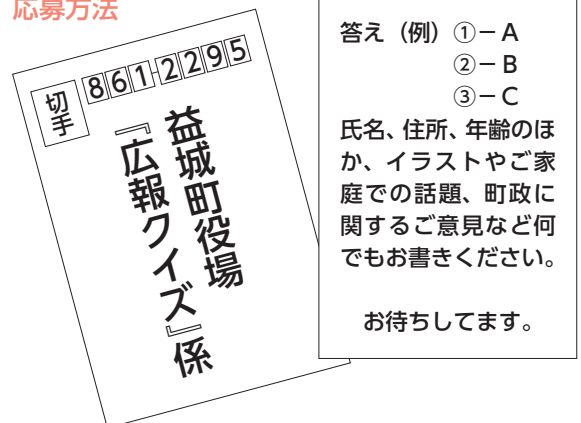 応募方法
切手
861-2295
益城町役場
『広報クイズ』係
答え（例）①－A
②－B
③－C
氏名、住所、年齢のほ
か、イラストやご家
庭での話題、町政に
関するご意見など何
でもお書きください。
お待ちしてます。